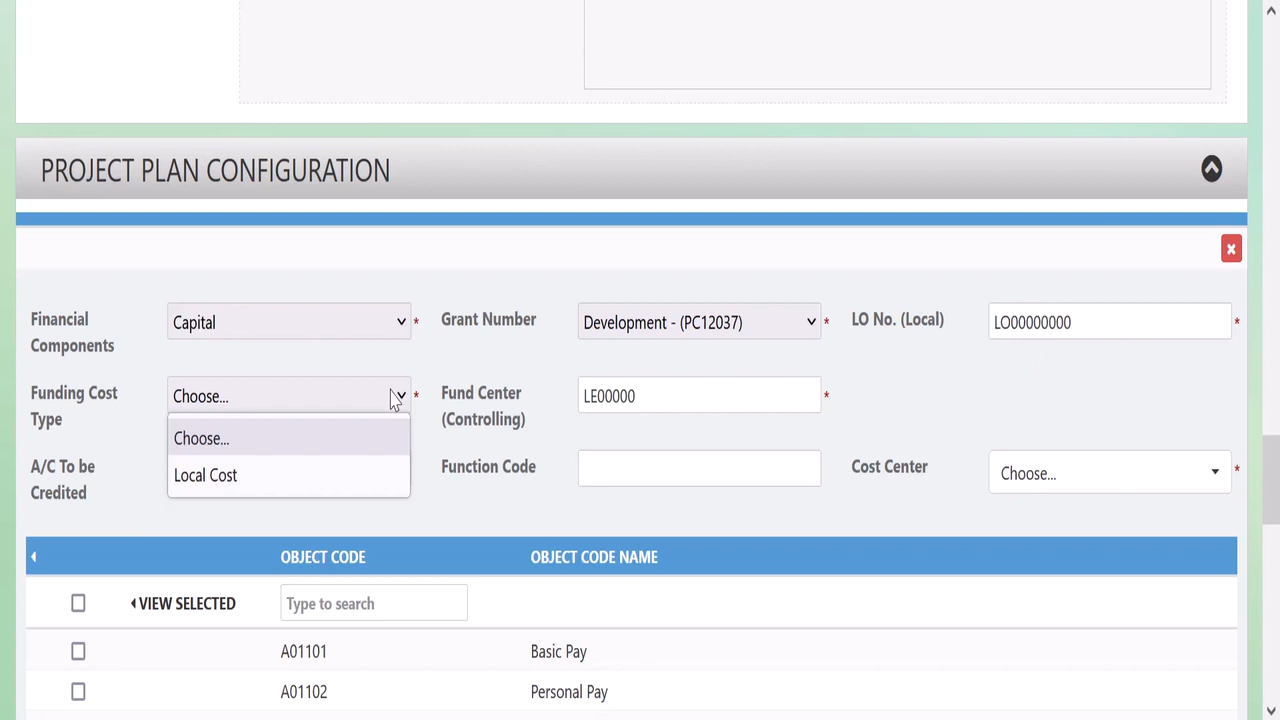 PROJECT PLAN CONFIGURATION
Financial
Components
Capital
*
Grant Number
Development - (PC12037)
*
LO No. (Local)
LO00000000
*
Funding Cost
Type
Choose...
*
Fund Center
(Controlling)
LE00000
*
Choose...
Local Cost
A/C To be
Credited
Function Code
Cost Center
Choose...
*
OBJECT CODE
OBJECT CODE NAME
VIEW SELECTED
Type to search
A01101
Basic Pay
A01102
Personal Pay